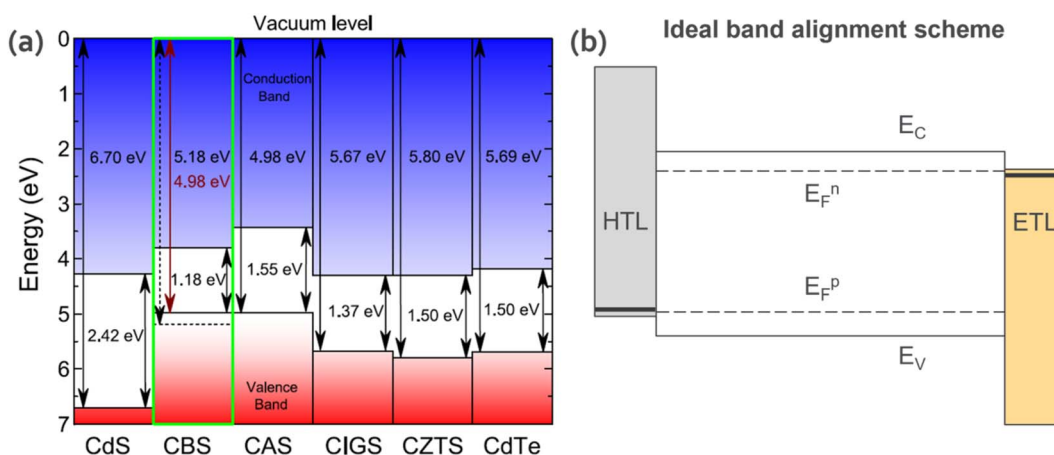 (a)
Vacuum level
0
1
2
3
4
5
6
7
Energy (eV)
Conduction
Band
6.70 eV
5.18 eV
4.98 eV
4.98 eV
5.67 eV
5.80 eV
5.69 eV
2.42 eV
1.18 eV
1.55 eV
1.37 eV
1.50 eV
1.50 eV
Valence
Band
CdS
CBS
CAS
CIGS
CZTS
CdTe
(b)
Ideal band alignment scheme
HTL
E_C
E_F^n
E_F^p
E_V
ETL